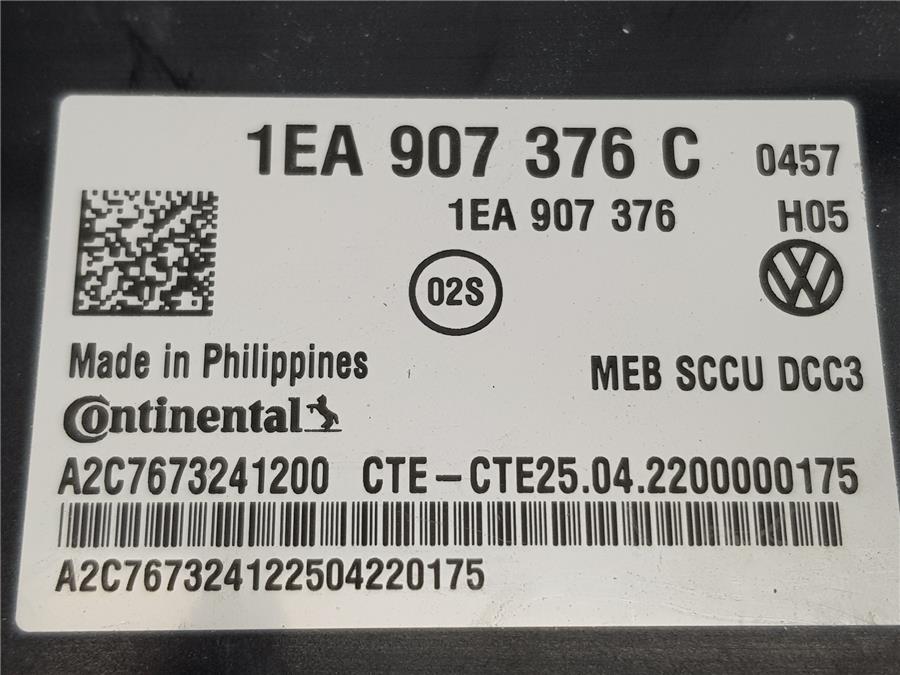 1EA 907 376 C 0457
1EA 907 376 H05
02S
VW
Made in Philippines
MEB SCCU DCC3
Continental
A2C7673241200 CTE-CTE25.04.2200000175
A2C767324122504220175